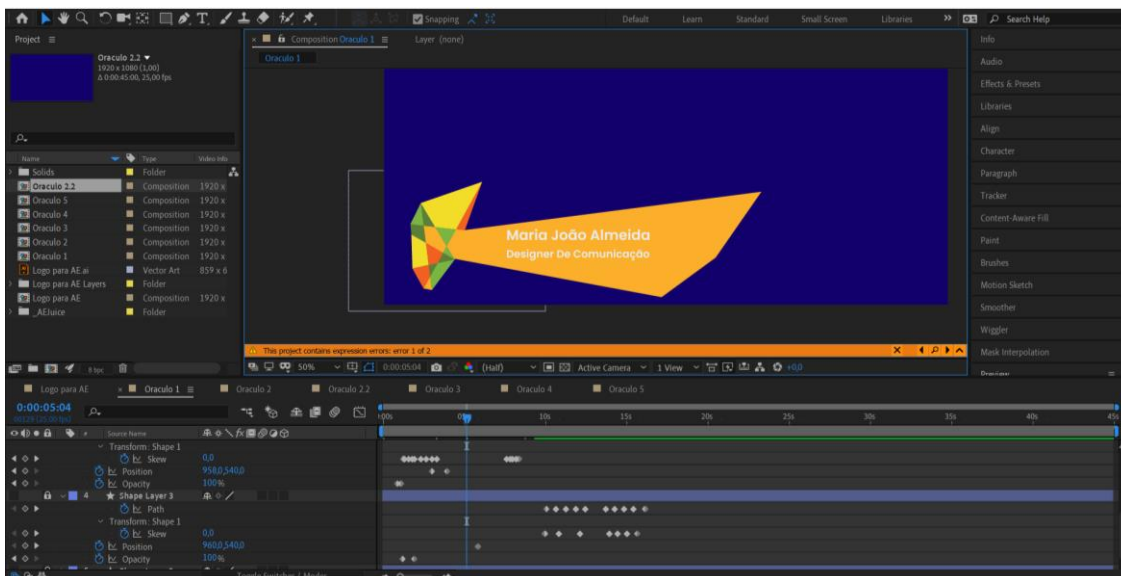 Snapping
Default
Learn
Standard
Small Screen
Libraries
Search Help
Project
Oraculo 2.2
1920 x 1080 (1,00)
Δ 0:00:45:00, 25,00 fps
Name Type Video Info
Solids Folder
Oraculo 2.2 Composition 1920 x
Oraculo 5 Composition 1920 x
Oraculo 4 Composition 1920 x
Oraculo 3 Composition 1920 x
Oraculo 2 Composition 1920 x
Oraculo 1 Composition 1920 x
Logo para AE.ai Vector Art 859 x 6
Logo para AE Layers Folder
Logo para AE Composition 1920 x
_AEJuice Folder
8 bpc
Composition Oraculo 1
Layer (none)
Oraculo 1
Maria João Almeida
Designer De Comunicação
This project contains expression errors: error 1 of 2
50% 0:00:05:04 (Half) Active Camera 1 View +0,0
Info
Audio
Effects & Presets
Libraries
Align
Character
Paragraph
Tracker
Content-Aware Fill
Paint
Brushes
Motion Sketch
Smoother
Wiggler
Mask Interpolation
Preview
Logo para AE Oraculo 1 Oraculo 2 Oraculo 2.2 Oraculo 3 Oraculo 4 Oraculo 5
0:00:05:04
Source Name
10s 15s 20s 25s 30s 35s 40s 45s
Transform: Shape 1
Skew 0,0
Position 958,0,540,0
Opacity 100%
4 Shape Layer 3
Path
Transform: Shape 1
Skew 0,0
Position 960,0,540,0
Opacity 100%
Toggle Switches / Modes